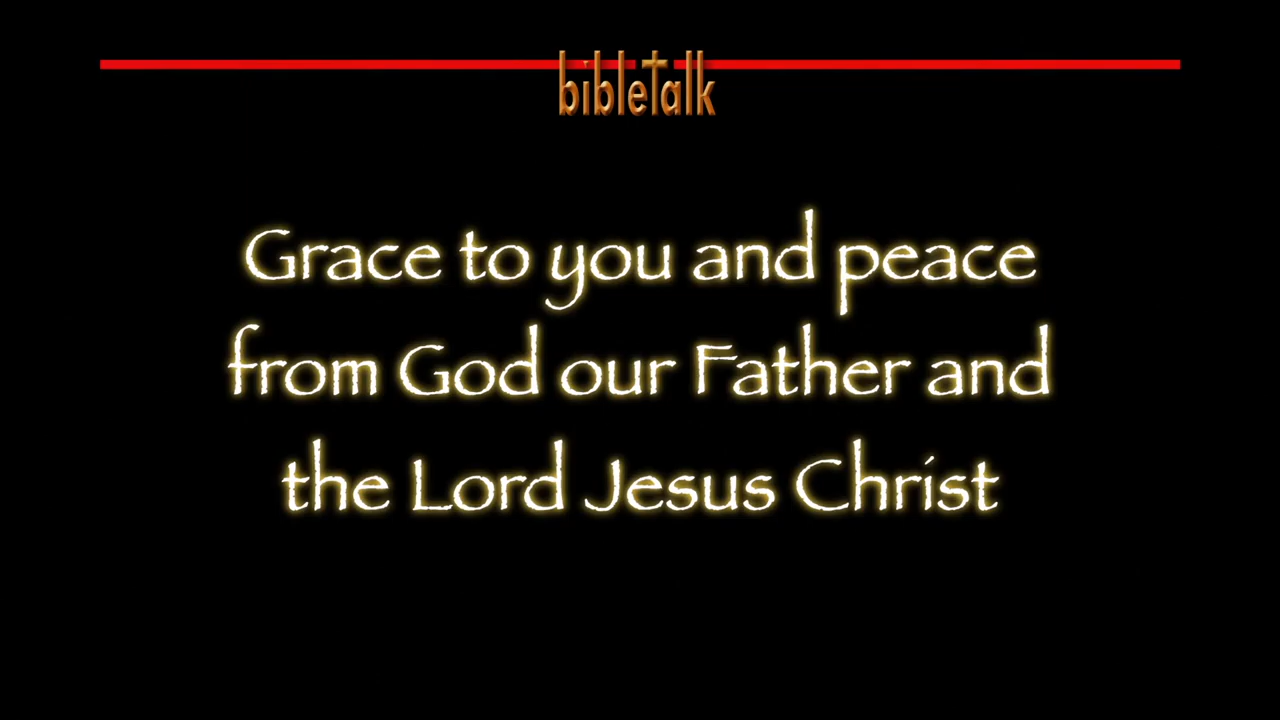 bibleTalk
Grace to you and peace
from God our Father and
the Lord Jesus Christ